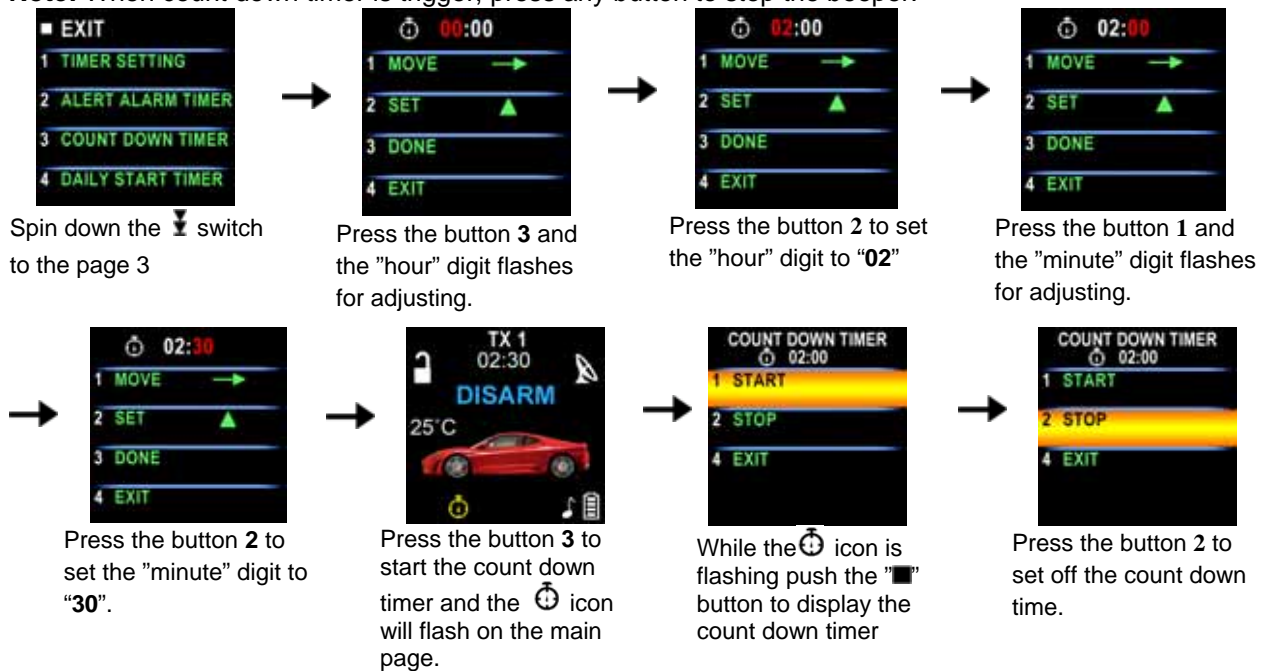 Note: When count down timer is trigger, press any button to stop the beeper.
■ EXIT
1 TIMER SETTING
2 ALERT ALARM TIMER
3 COUNT DOWN TIMER
4 DAILY START TIMER
Spin down the switch
to the page 3
00:00
1 MOVE
2 SET
3 DONE
4 EXIT
Press the button 3 and
the "hour" digit flashes
for adjusting.
02:00
1 MOVE
2 SET
3 DONE
4 EXIT
Press the button 2 to set
the "hour" digit to “02”
02:00
1 MOVE
2 SET
3 DONE
4 EXIT
Press the button 1 and
the "minute" digit flashes
for adjusting.
02:30
1 MOVE
2 SET
3 DONE
4 EXIT
Press the button 2 to
set the "minute" digit to
“30”.
TX 1
02:30
DISARM
25°C
Press the button 3 to
start the count down
timer and the icon
will flash on the main
page.
COUNT DOWN TIMER
02:00
1 START
2 STOP
4 EXIT
While the icon is
flashing push the "■"
button to display the
count down timer
COUNT DOWN TIMER
02:00
1 START
2 STOP
4 EXIT
Press the button 2 to
set off the count down
time.